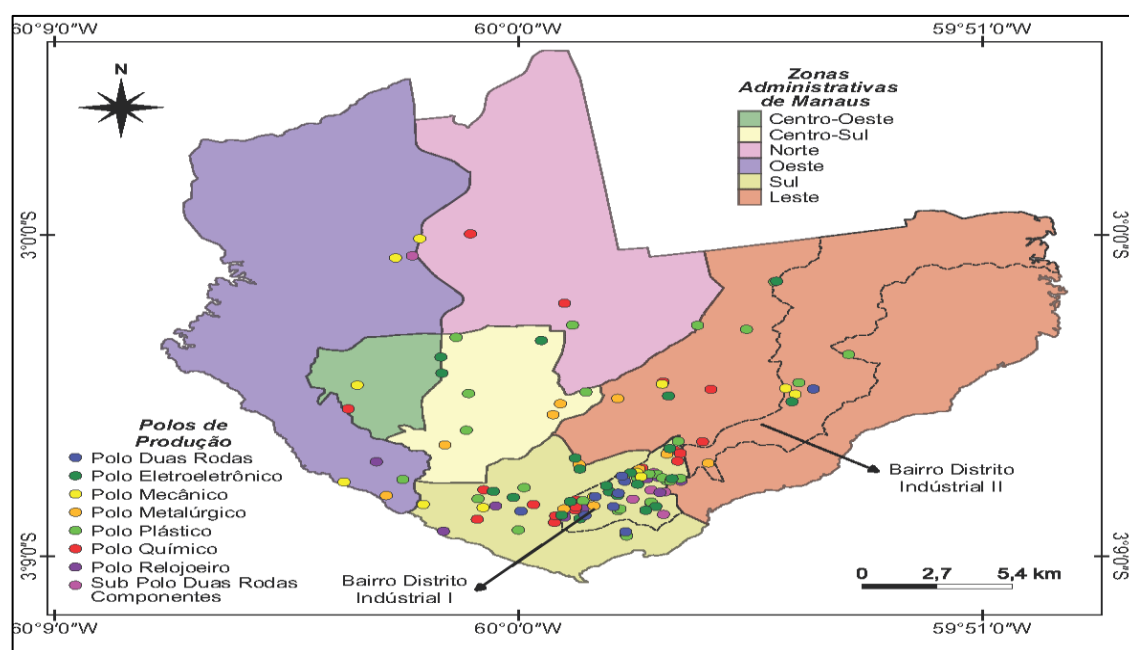 60°9'0"W 60°0'0"W 59°51'0"W
N
Zonas
Administrativas
de Manaus
Centro-Oeste
Centro-Sul
Norte
Oeste
Sul
Leste
3°0'0"S 3°0'0"S
Polos de
Produção
Polo Duas Rodas
Polo Eletroeletrônico
Polo Mecânico
Polo Metalúrgico
Polo Plástico
Polo Químico
Polo Relojoeiro
Sub Polo Duas Rodas
Componentes
Bairro Distrito
Indústrial II
Bairro Distrito
Indústrial I
3°9'0"S 3°9'0"S
0 2,7 5,4 km
60°9'0"W 60°0'0"W 59°51'0"W